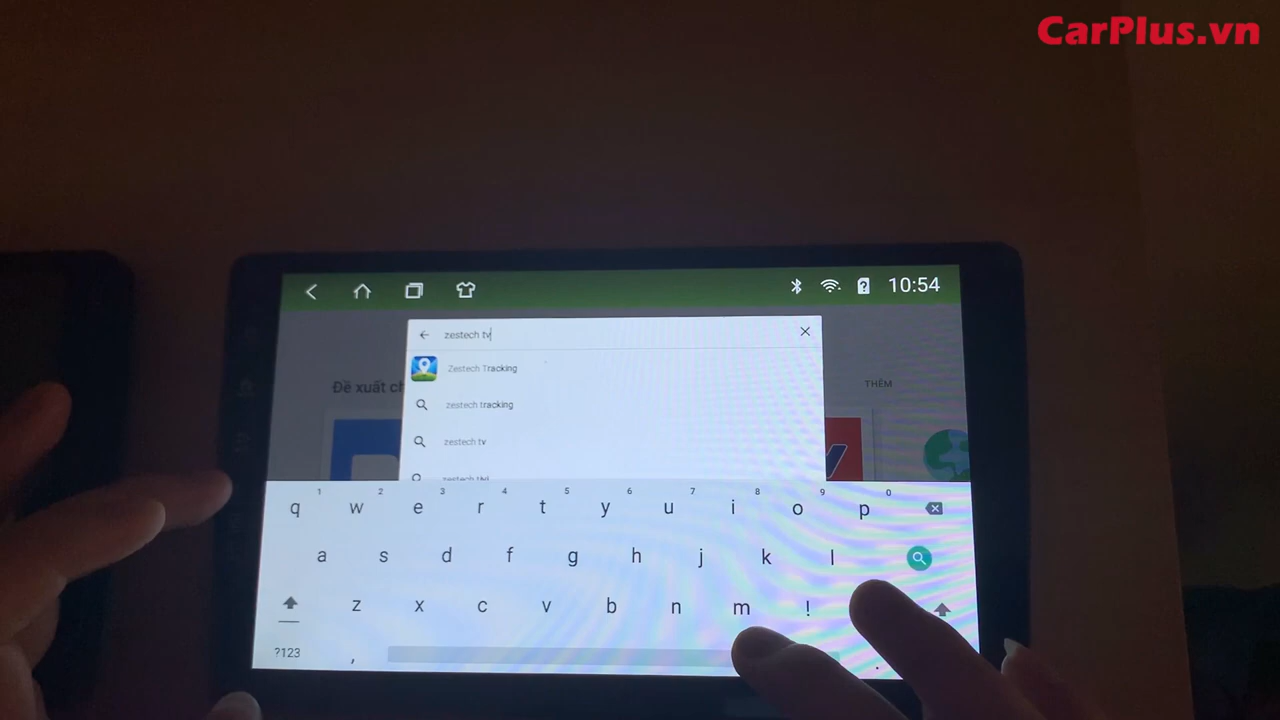 CarPlus.vn
10:54
zestech tv
Zestech Tracking
Đề xuất ch
THÊM
zestech tracking
zestech tv
1 2 3 4 5 6 7 8 9 0
q w e r t y u i o p
a s d f g h j k l
z x c v b n m !
?123 , .